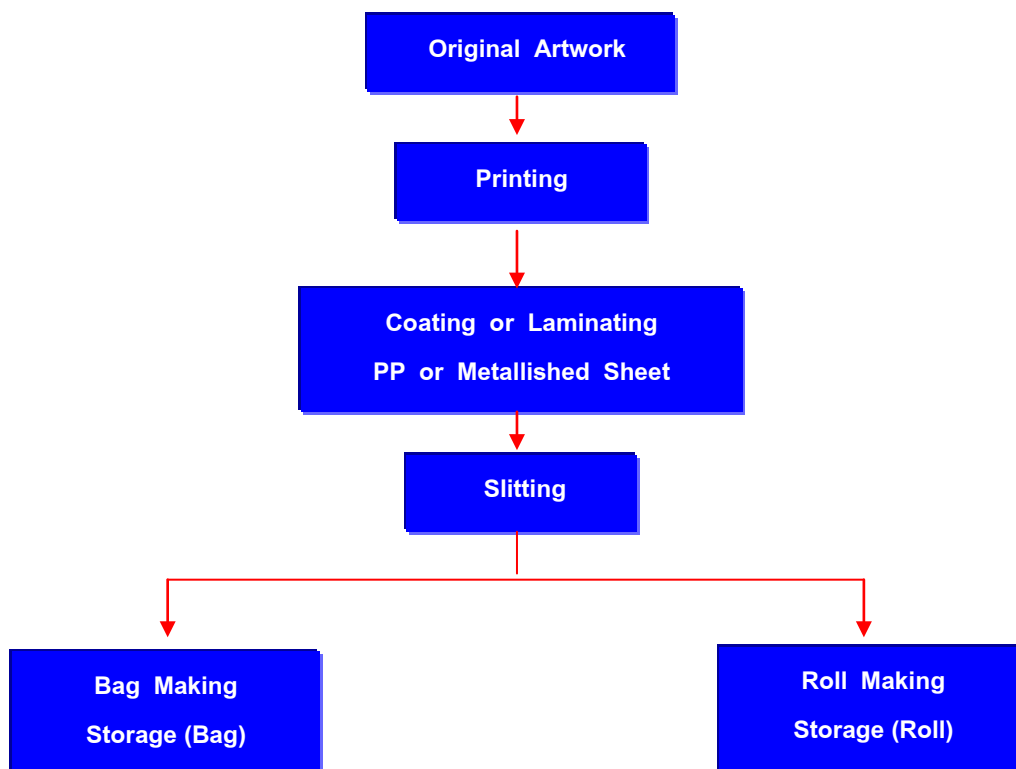 Original Artwork
Printing
Coating or Laminating
PP or Metallished Sheet
Slitting
Bag Making
Storage (Bag)
Roll Making
Storage (Roll)